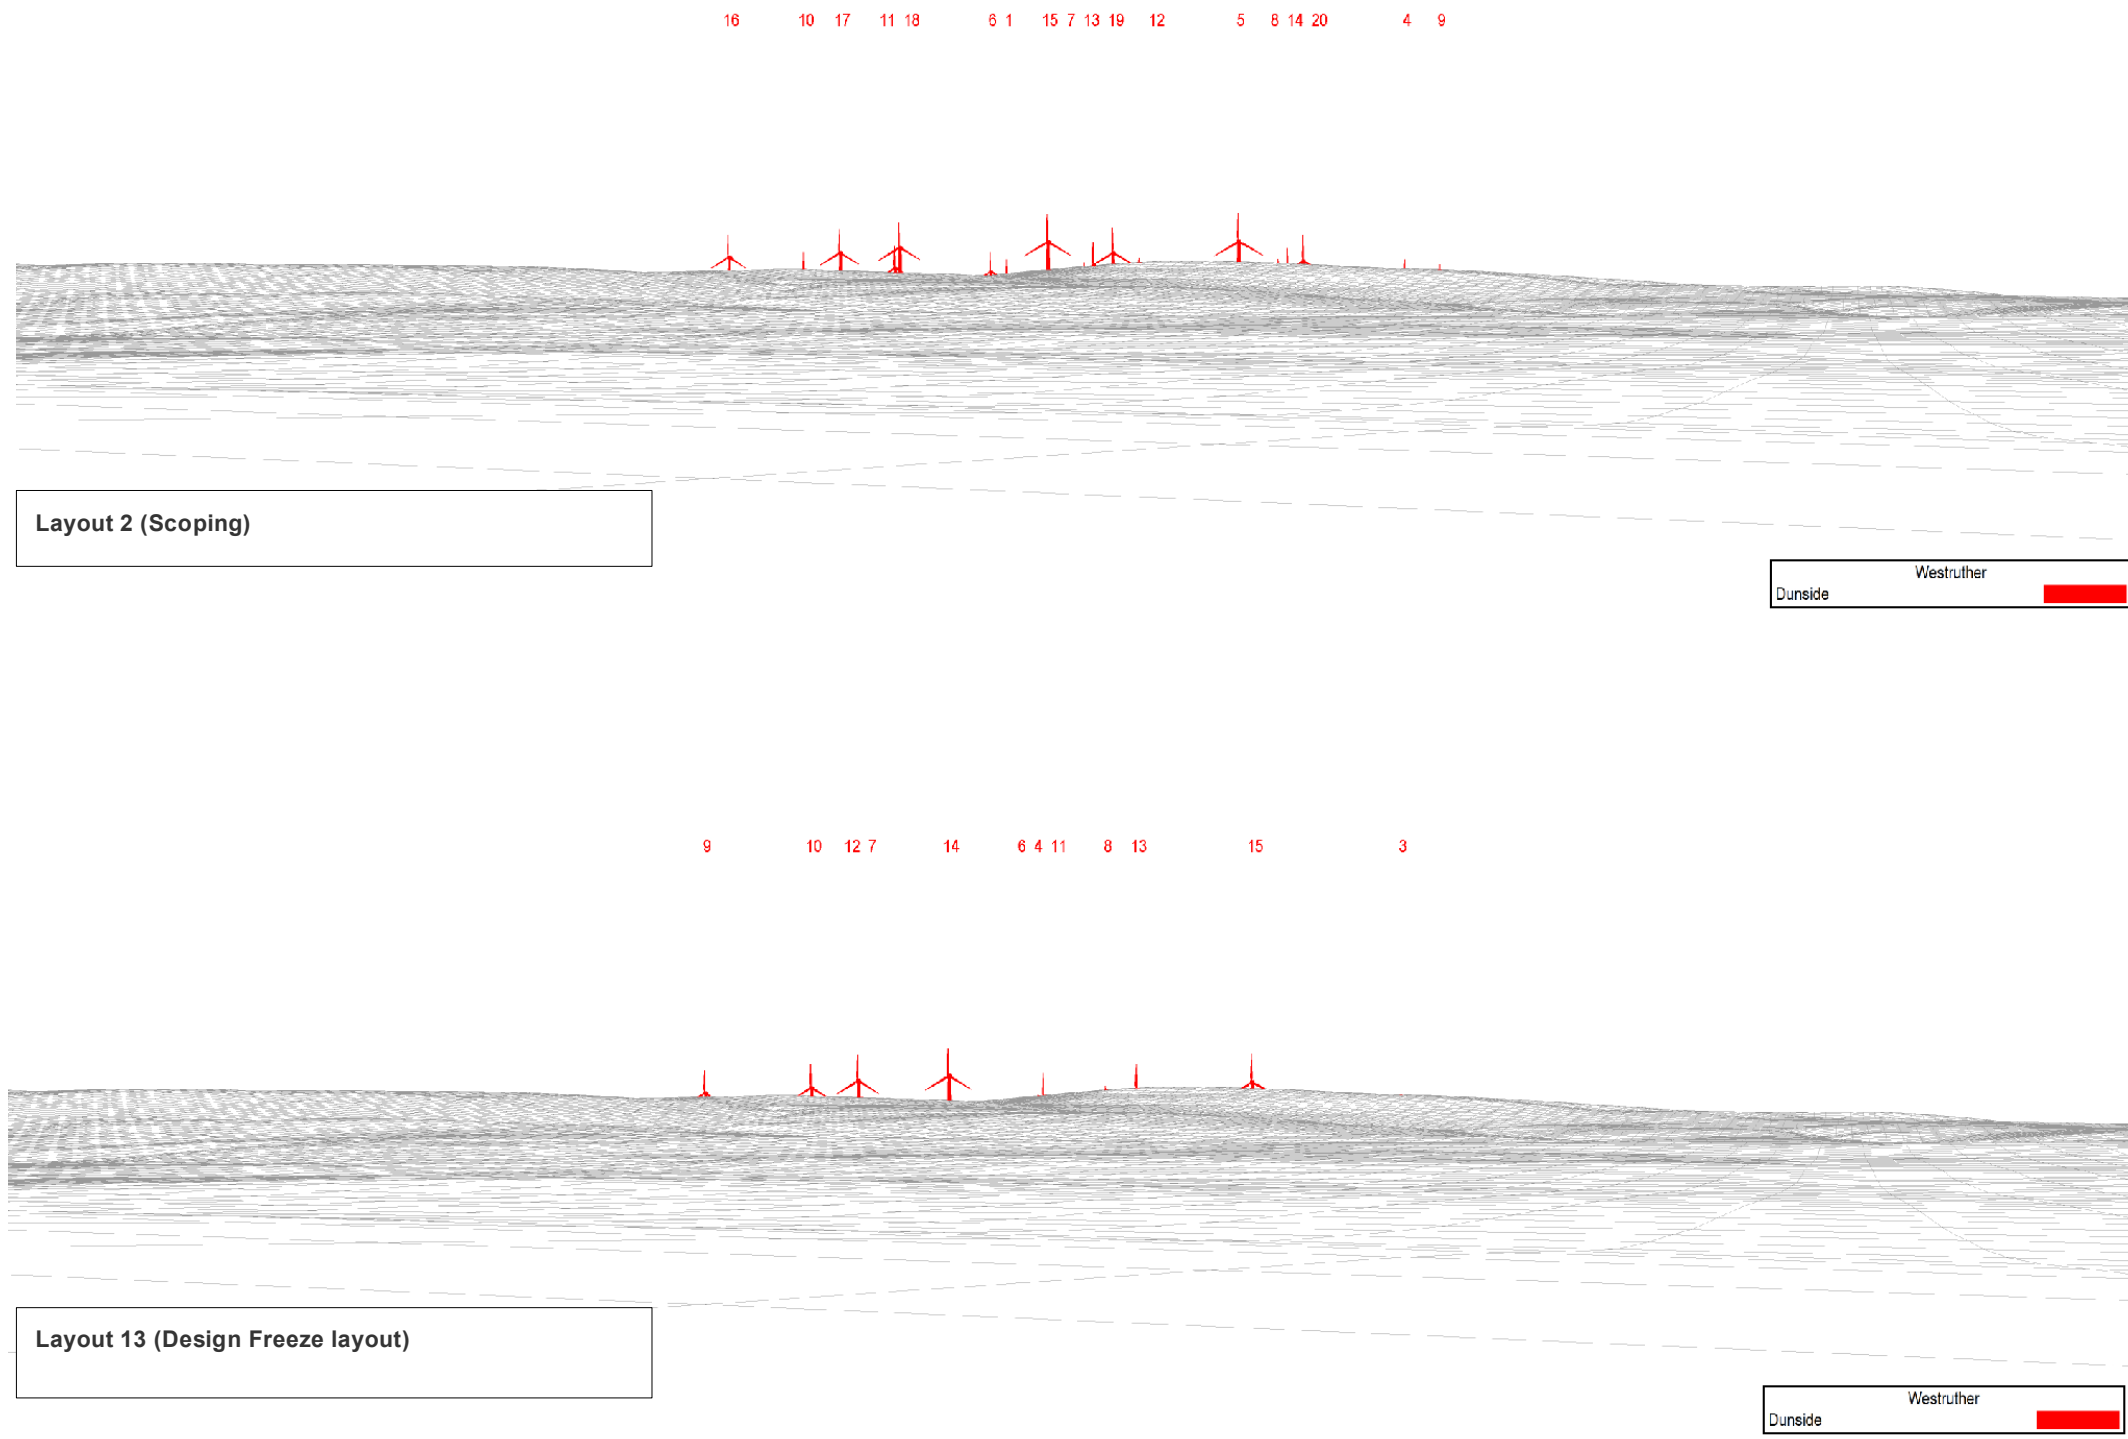 16 10 17 11 18 6 1 15 7 13 19 12 5 8 14 20 4 9
Layout 2 (Scoping)
Westruther
Dunside
9 10 12 7 14 6 4 11 8 13 15 3
Layout 13 (Design Freeze layout)
Westruther
Dunside